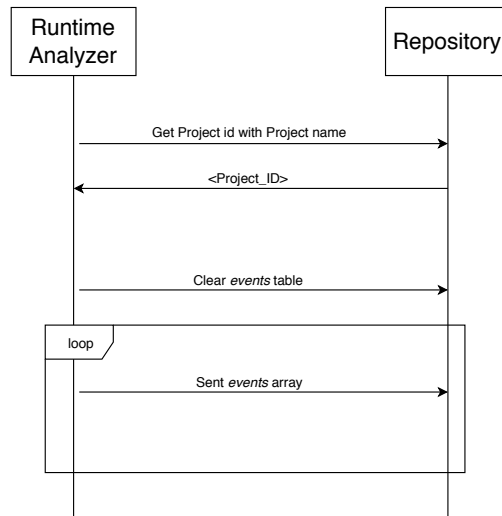 Runtime
Analyzer
Repository
Get Project id with Project name
<Project_ID>
Clear events table
loop
Sent events array